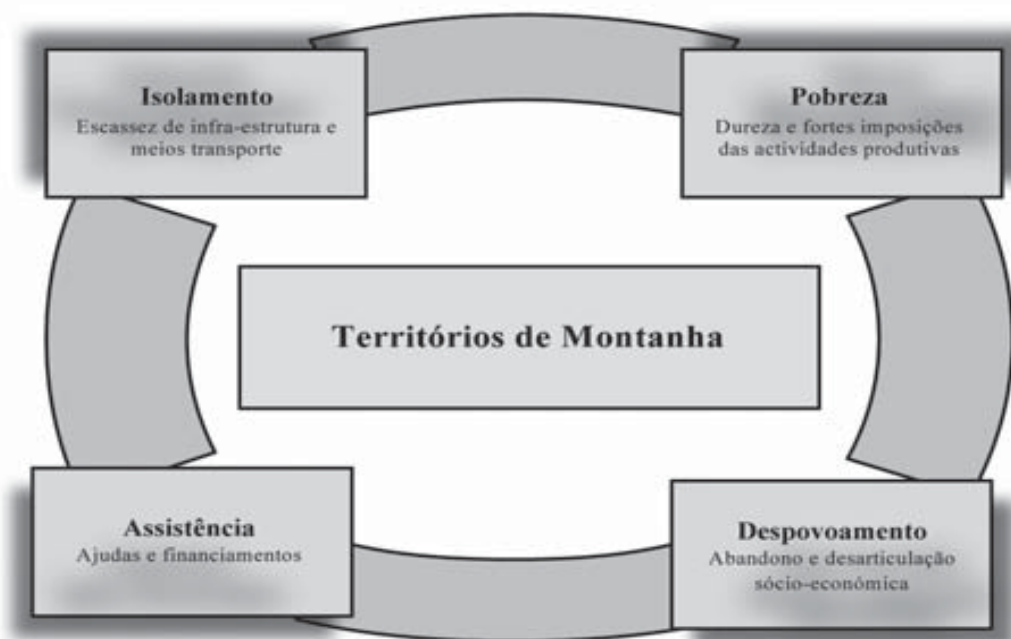 Isolamento
Escassez de infra-estrutura e
meios transporte
Pobreza
Dureza e fortes imposições
das actividades produtivas
Territórios de Montanha
Assistência
Ajudas e financiamentos
Despovoamento
Abandono e desarticulação
sócio-económica